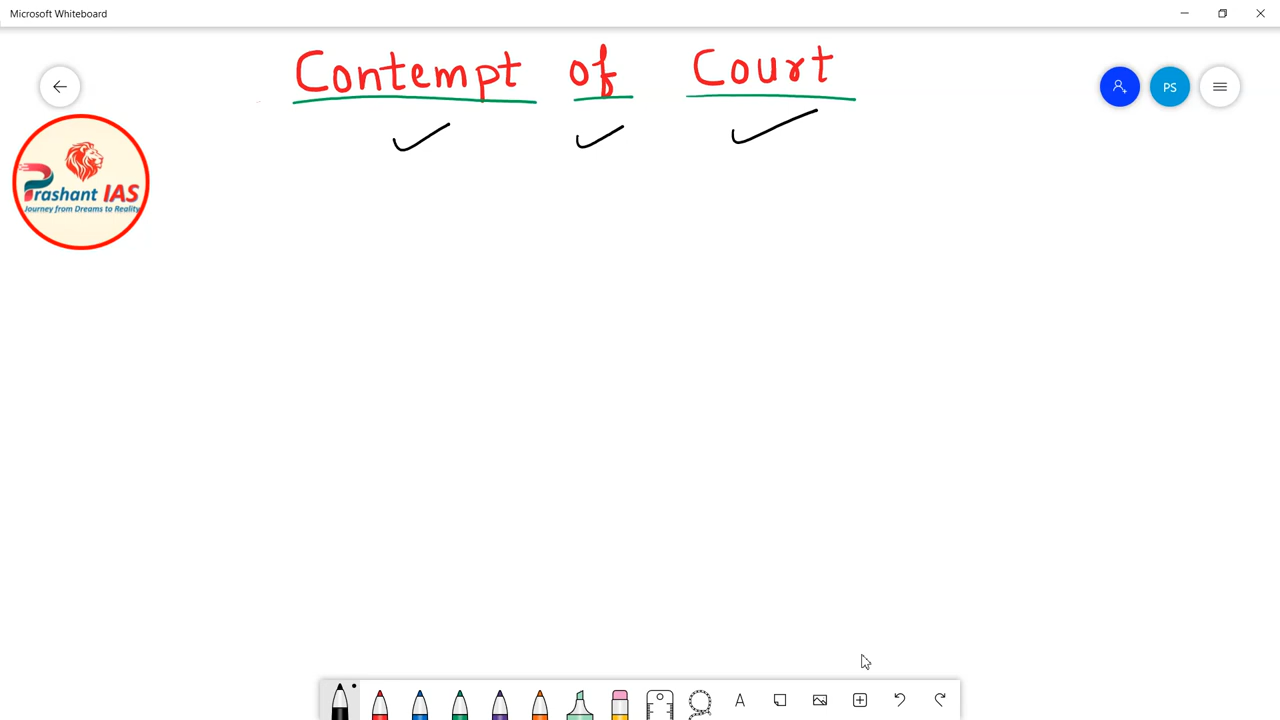 Microsoft Whiteboard
Contempt of Court
PS
Prashant IAS
Journey from Dreams to Reality
A